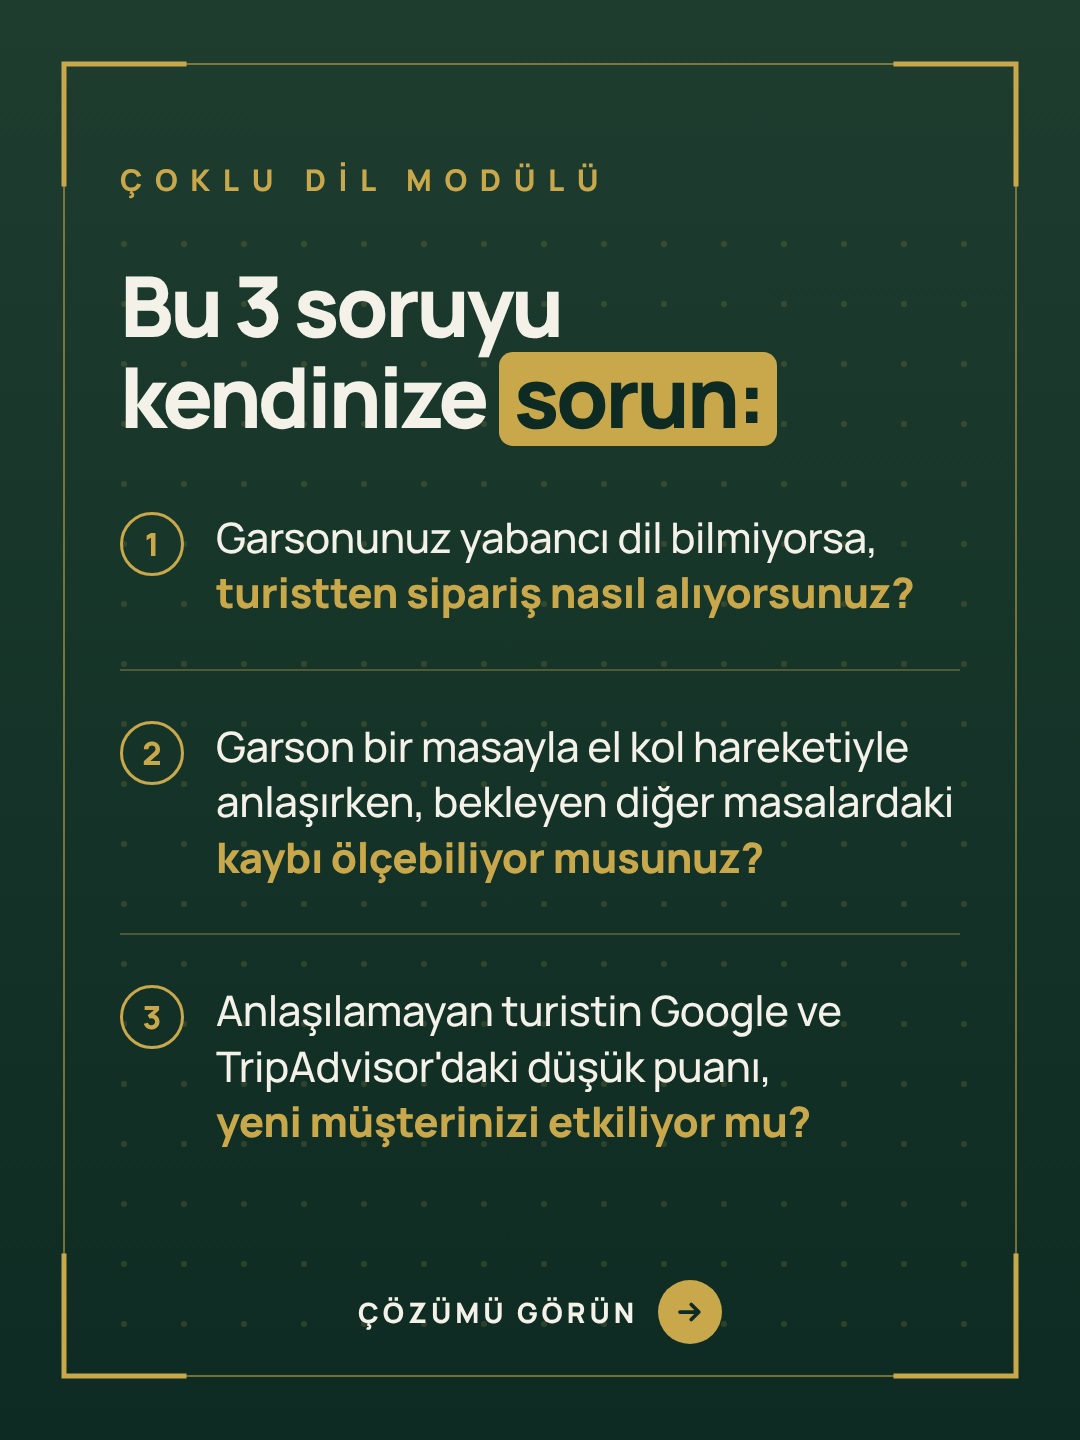 ÇOKLU DİL MODÜLÜ
Bu 3 soruyu
kendinize sorun:
1 Garsonunuz yabancı dil bilmiyorsa,
turistten sipariş nasıl alıyorsunuz?
2 Garson bir masayla el kol hareketiyle
anlaşırken, bekleyen diğer masalardaki
kaybı ölçebiliyor musunuz?
3 Anlaşılamayan turistin Google ve
TripAdvisor'daki düşük puanı,
yeni müşterinizi etkiliyor mu?
ÇÖZÜMÜ GÖRÜN